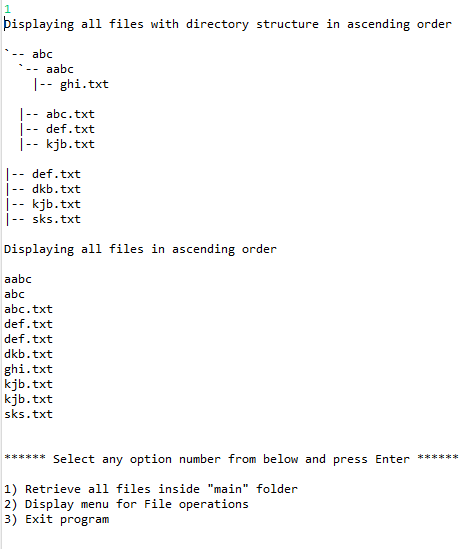 1
Displaying all files with directory structure in ascending order
`-- abc
  `-- aabc
    |-- ghi.txt
  |-- abc.txt
  |-- def.txt
  |-- kjb.txt
|-- def.txt
|-- dkb.txt
|-- kjb.txt
|-- sks.txt
Displaying all files in ascending order
aabc
abc
abc.txt
def.txt
def.txt
dkb.txt
ghi.txt
kjb.txt
kjb.txt
sks.txt
****** Select any option number from below and press Enter ******
1) Retrieve all files inside "main" folder
2) Display menu for File operations
3) Exit program